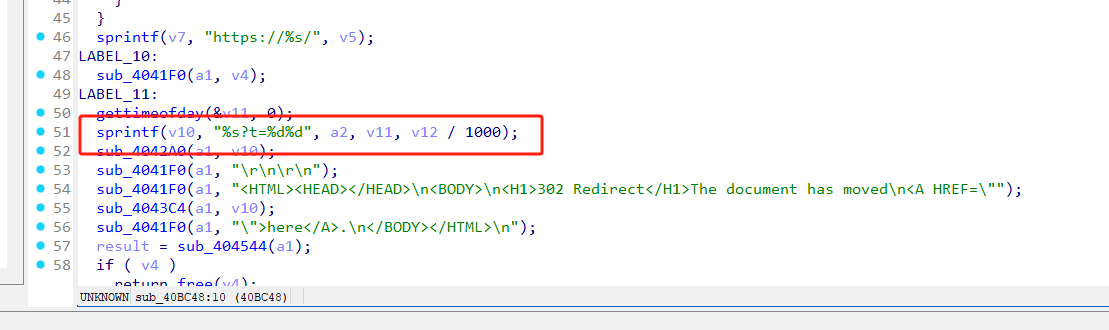 44 }
45 }
46 sprintf(v7, "https://%s/", v5);
47 LABEL_10:
48 sub_4041F0(a1, v4);
49 LABEL_11:
50 gettimeofday(&v11, 0);
51 sprintf(v10, "%s?t=%d%d", a2, v11, v12 / 1000);
52 sub_4042A0(a1, v10);
53 sub_4041F0(a1, "\r\n\r\n");
54 sub_4041F0(a1, "<HTML><HEAD></HEAD>\n<BODY>\n<H1>302 Redirect</H1>The document has moved\n<A HREF=\"");
55 sub_4043C4(a1, v10);
56 sub_4041F0(a1, "\">here</A>.\n</BODY></HTML>\n");
57 result = sub_404544(a1);
58 if ( v4 )
return free(v4);
UNKNOWN sub_40BC48:10 (40BC48)